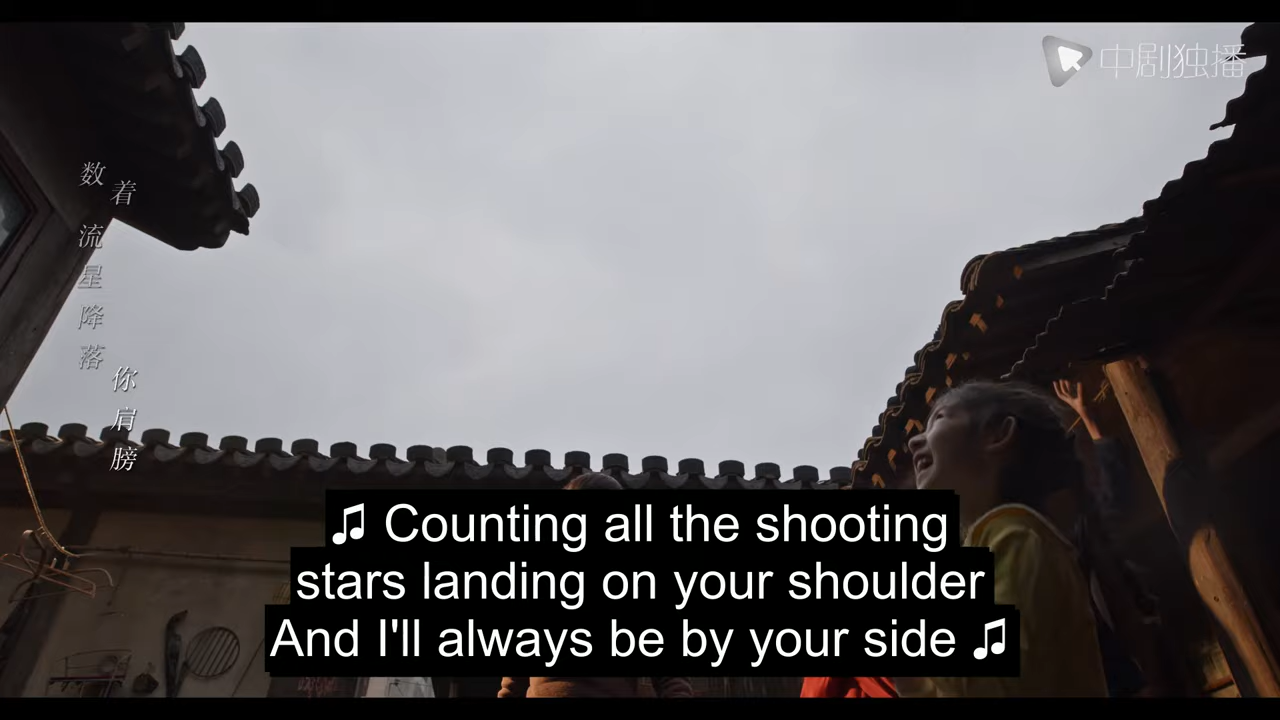 中剧独播
数着
流星降落
你肩膀
♫ Counting all the shooting
stars landing on your shoulder
And I'll always be by your side ♫